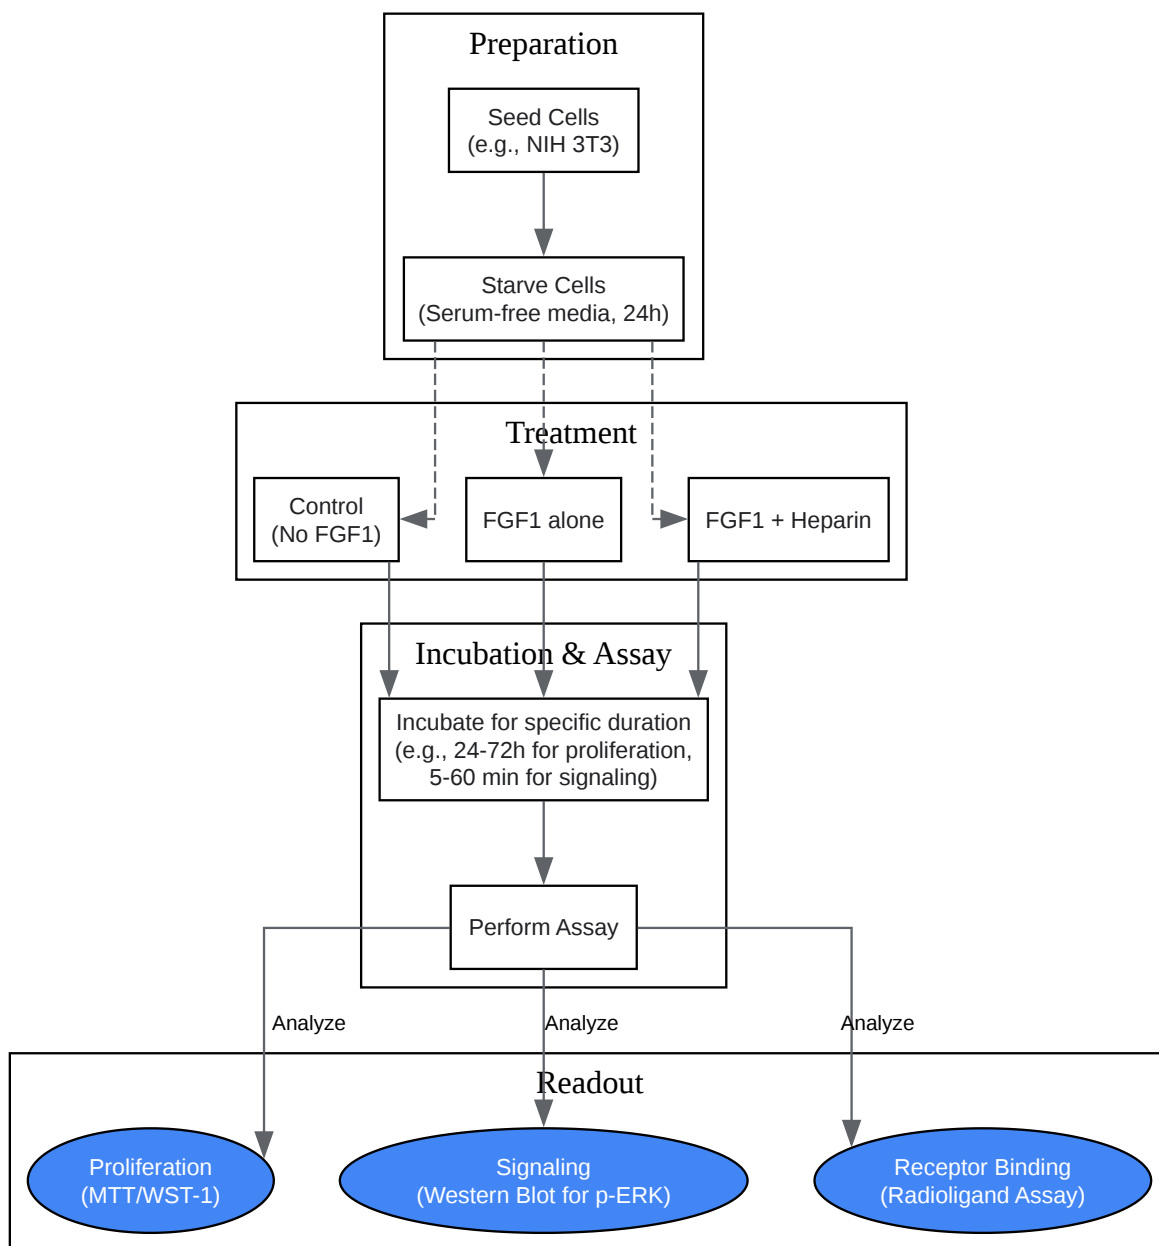 Preparation
Seed Cells
(e.g., NIH 3T3)
Starve Cells
(Serum-free media, 24h)
Treatment
Control
(No FGF1)
FGF1 alone
FGF1 + Heparin
Incubation & Assay
Incubate for specific duration
(e.g., 24-72h for proliferation,
5-60 min for signaling)
Perform Assay
Analyze
Analyze
Analyze
Readout
Proliferation
(MTT/WST-1)
Signaling
(Western Blot for p-ERK)
Receptor Binding
(Radioligand Assay)